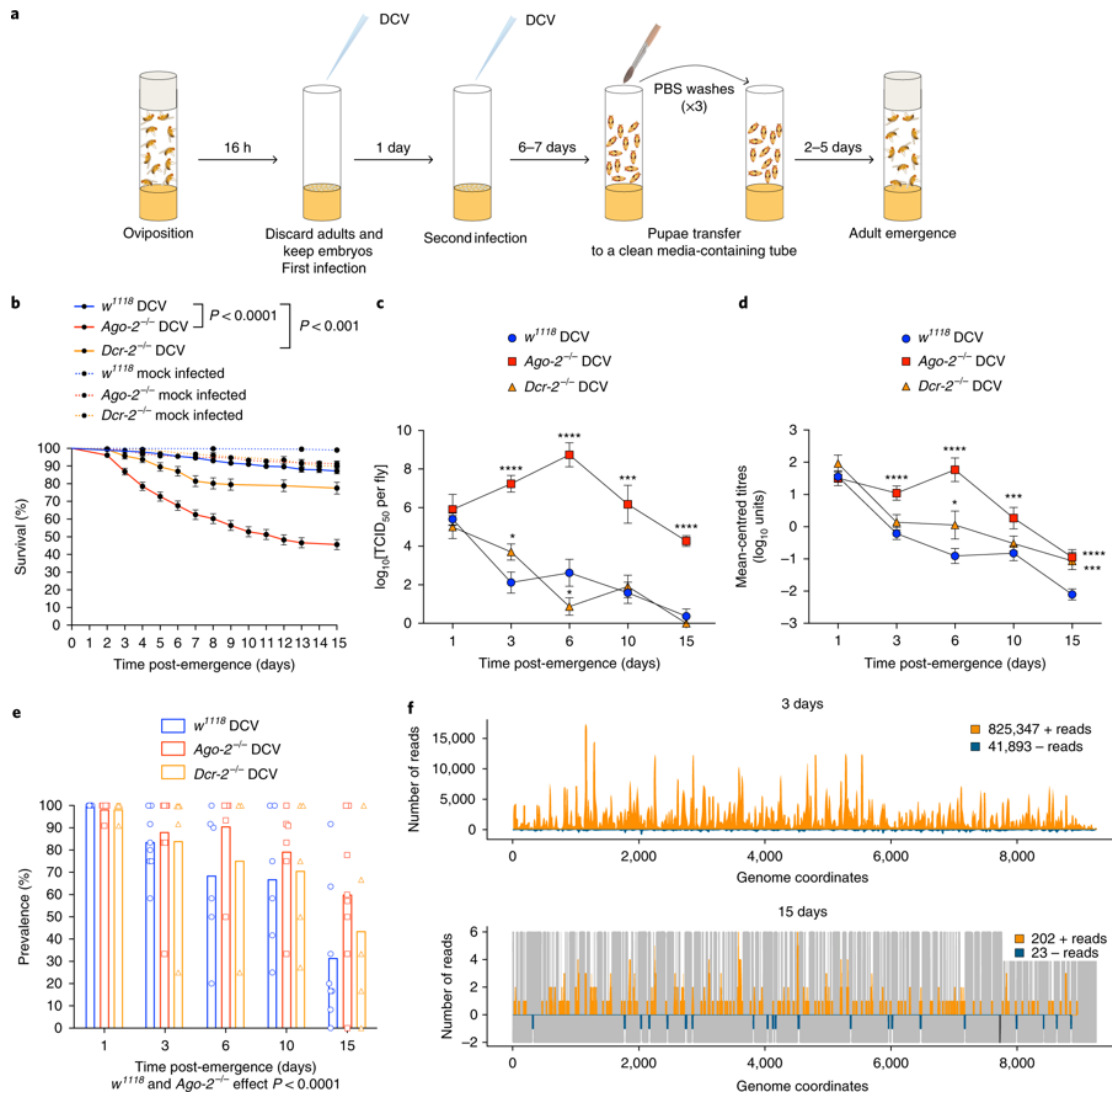 a
DCV
DCV
PBS washes
(×3)
16 h
1 day
6–7 days
2–5 days
Oviposition
Discard adults and
keep embryos
First infection
Second infection
Pupae transfer
to a clean media-containing tube
Adult emergence
b
w1118 DCV
Ago-2−/− DCV
Dcr-2−/− DCV
w1118 mock infected
Ago-2−/− mock infected
Dcr-2−/− mock infected
P < 0.0001
P < 0.001
Survival (%)
100
90
80
70
60
50
40
30
20
10
0
0 1 2 3 4 5 6 7 8 9 10 11 12 13 14 15
Time post-emergence (days)
c
w1118 DCV
Ago-2−/− DCV
Dcr-2−/− DCV
log10[TCID50 per fly]
10
8
6
4
2
0
****
****
***
****
*
*
1 3 6 10 15
Time post-emergence (days)
d
w1118 DCV
Ago-2−/− DCV
Dcr-2−/− DCV
Mean-centred titres
(log10 units)
3
2
1
0
−1
−2
−3
****
****
***
*
****
***
1 3 6 10 15
Time post-emergence (days)
e
w1118 DCV
Ago-2−/− DCV
Dcr-2−/− DCV
Prevalence (%)
100
90
80
70
60
50
40
30
20
10
0
1 3 6 10 15
Time post-emergence (days)
w1118 and Ago-2−/− effect P < 0.0001
f
3 days
825,347 + reads
41,893 – reads
Number of reads
15,000
10,000
5,000
0
0 2,000 4,000 6,000 8,000
Genome coordinates
15 days
202 + reads
23 – reads
Number of reads
6
4
2
0
−2
0 2,000 4,000 6,000 8,000
Genome coordinates